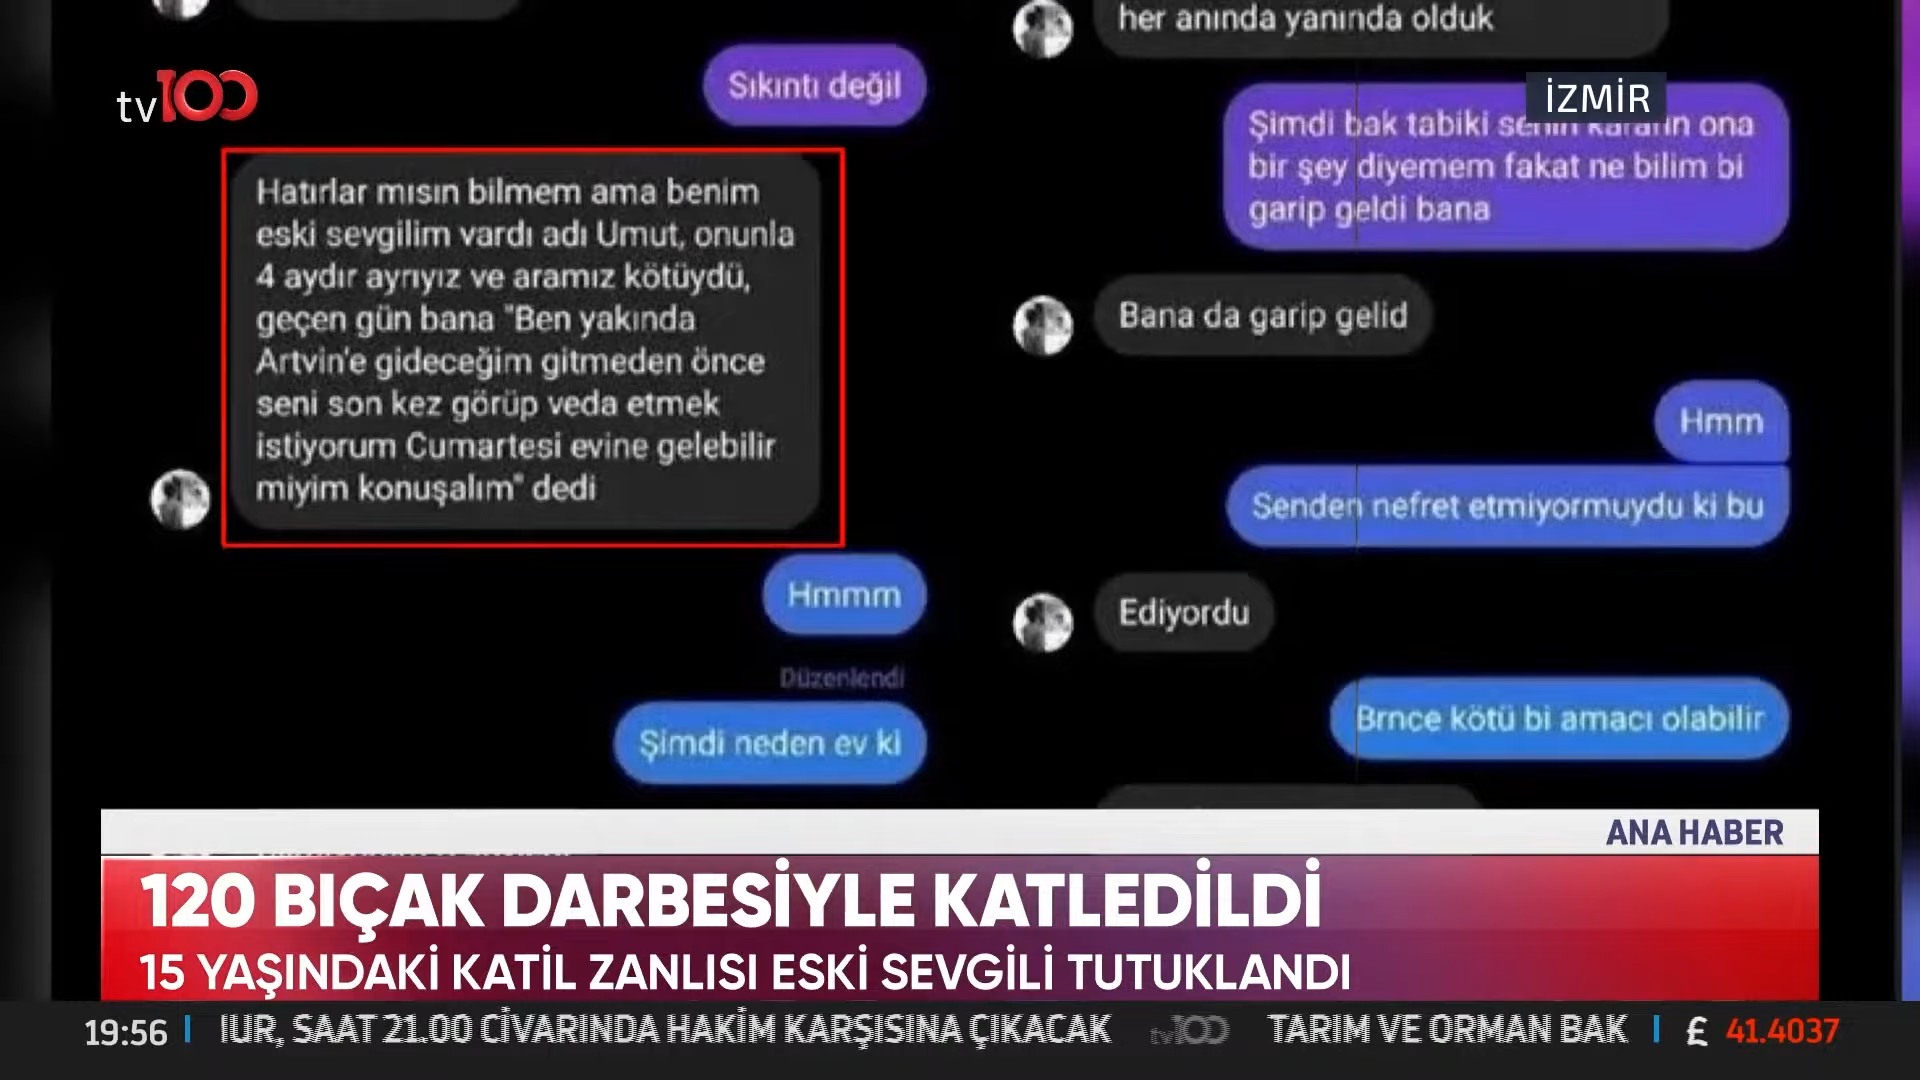 tv100
İZMİR
Sıkıntı değil
Hatırlar mısın bilmem ama benim
eski sevgilim vardı adı Umut, onunla
4 aydır ayrıyız ve aramız kötüydü,
geçen gün bana "Ben yakında
Artvin'e gideceğim gitmeden önce
seni son kez görüp veda etmek
istiyorum Cumartesi evine gelebilir
miyim konuşalım" dedi
Hmmm
Düzenlendi
Şimdi neden ev ki
her anında yanında olduk
Şimdi bak tabiki senin kararın ona
bir şey diyemem fakat ne bilim bi
garip geldi bana
Bana da garip gelid
Hmm
Senden nefret etmiyormuydu ki bu
Ediyordu
Brnce kötü bi amacı olabilir
ANA HABER
120 BIÇAK DARBESİYLE KATLEDİLDİ
15 YAŞINDAKİ KATİL ZANLISI ESKİ SEVGİLİ TUTUKLANDI
19:56 IUR, SAAT 21.00 CİVARINDA HAKİM KARŞISINA ÇIKACAK tv100 TARIM VE ORMAN BAK £ 41.4037